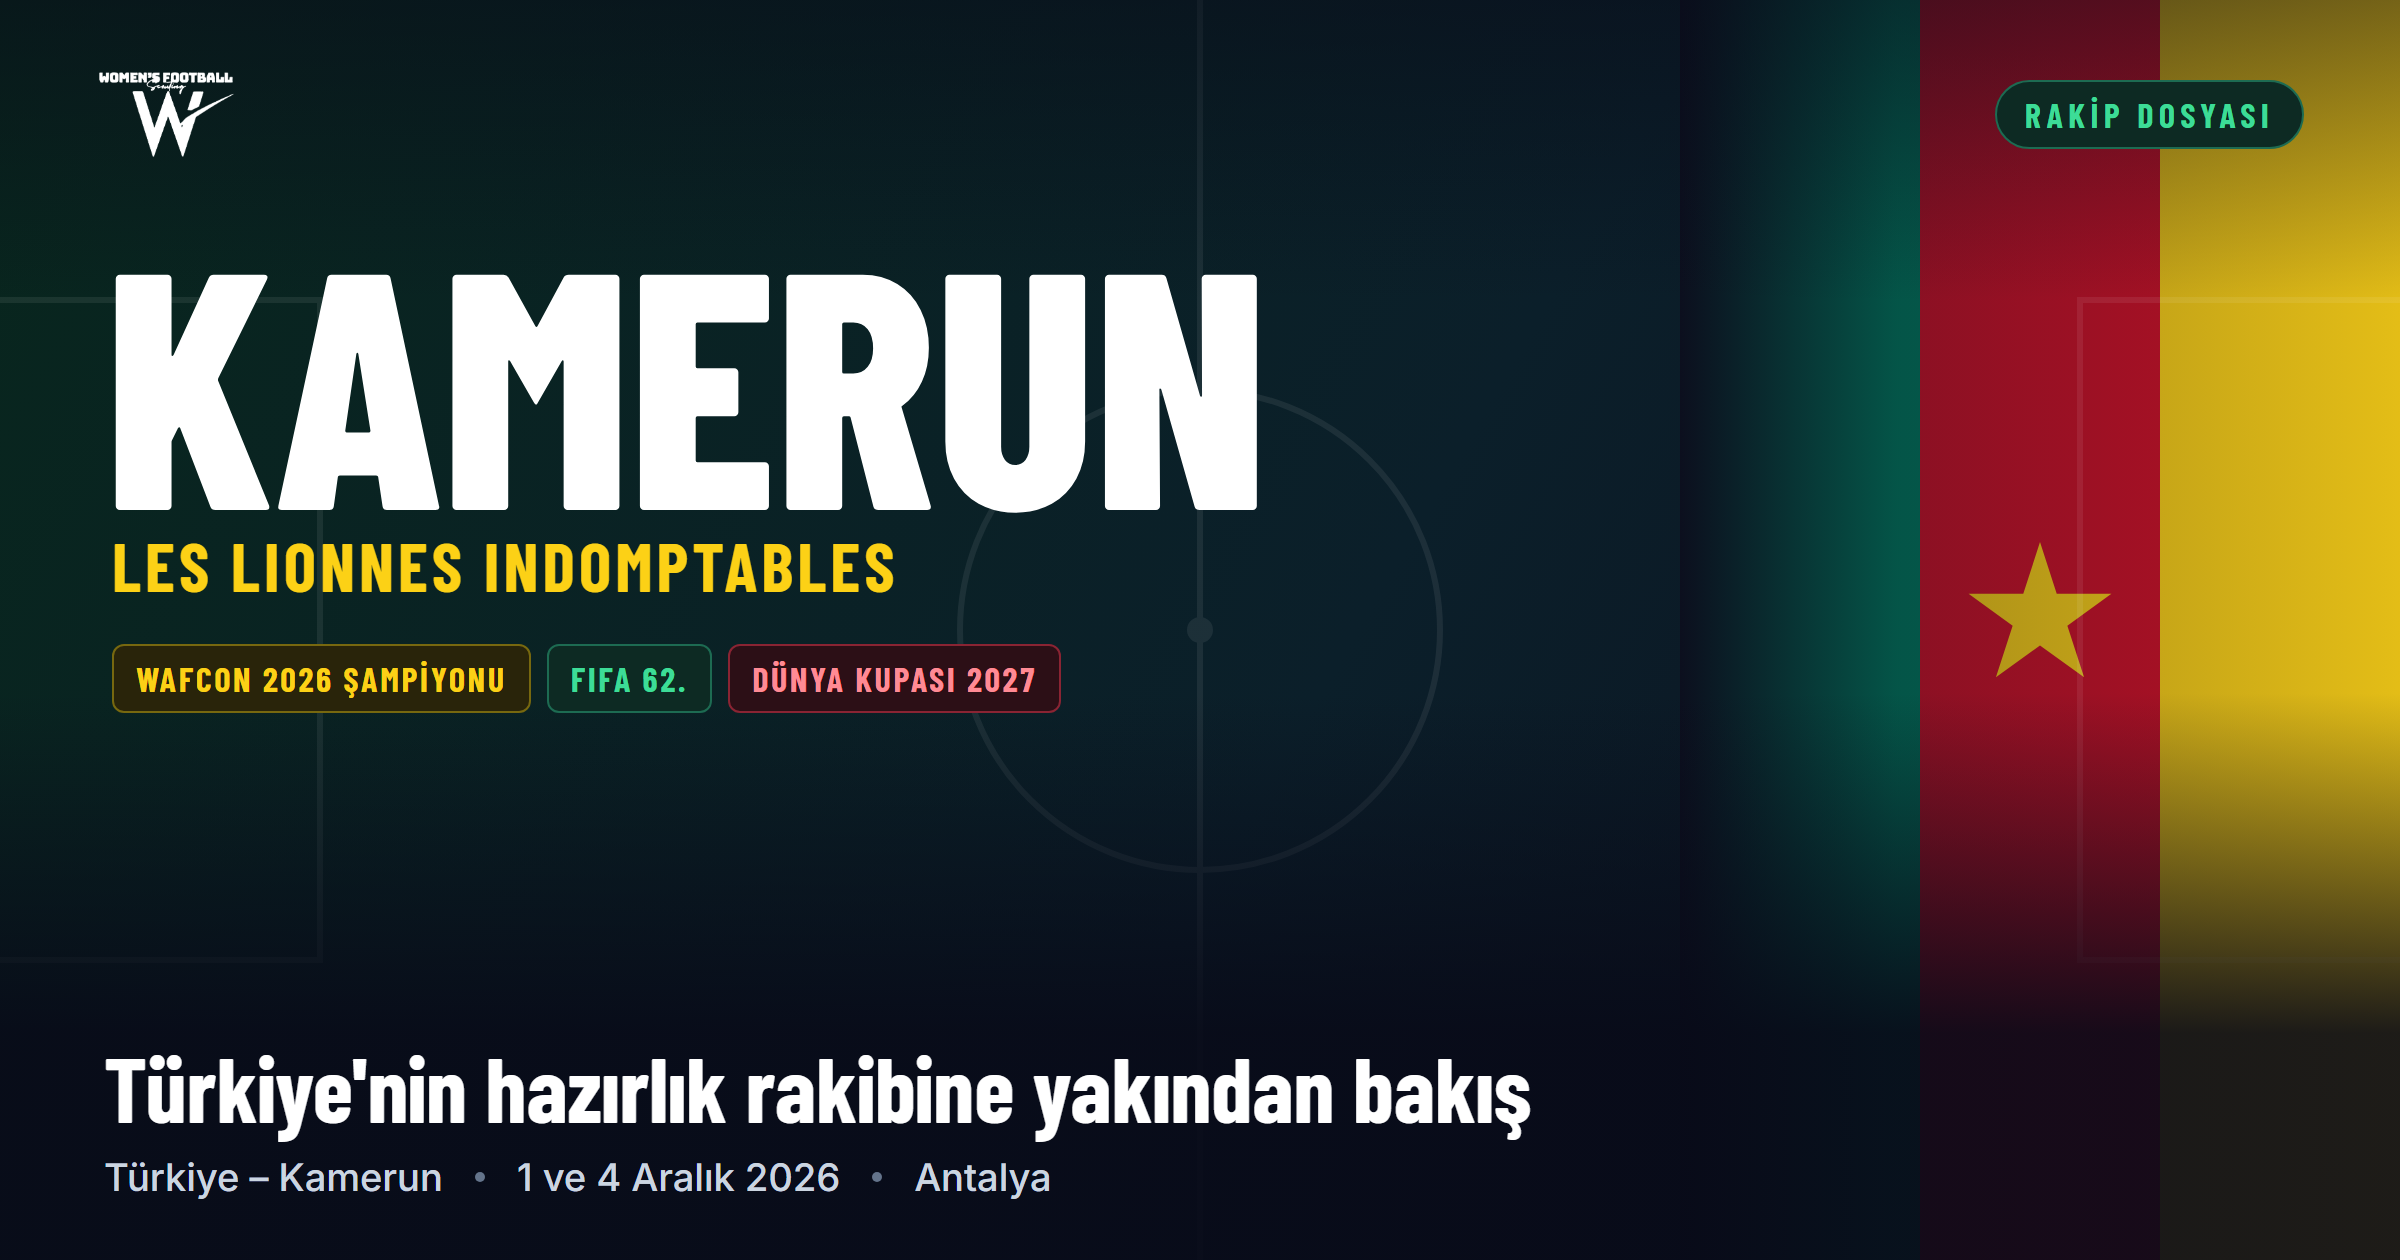 WOMEN'S FOOTBALL
W
RAKİP DOSYASI
KAMERUN
LES LIONNES INDOMPTABLES
WAFCON 2026 ŞAMPİYONU
FIFA 62.
DÜNYA KUPASI 2027
Türkiye'nin hazırlık rakibine yakından bakış
Türkiye – Kamerun • 1 ve 4 Aralık 2026 • Antalya